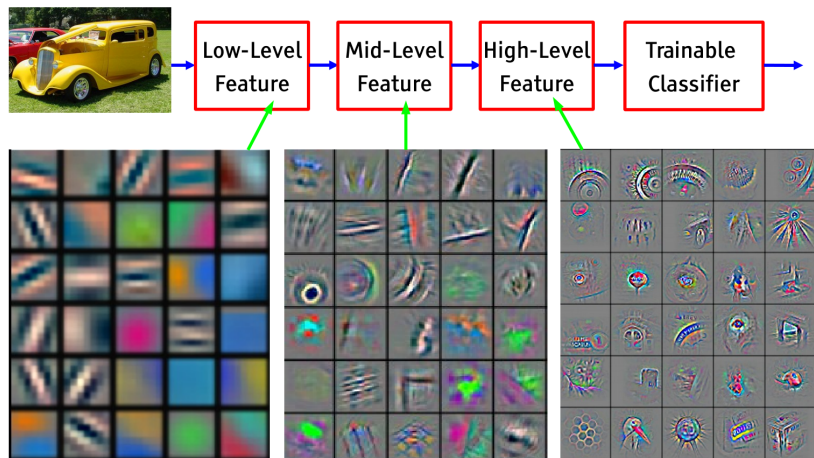 Low-Level
Feature
Mid-Level
Feature
High-Level
Feature
Trainable
Classifier